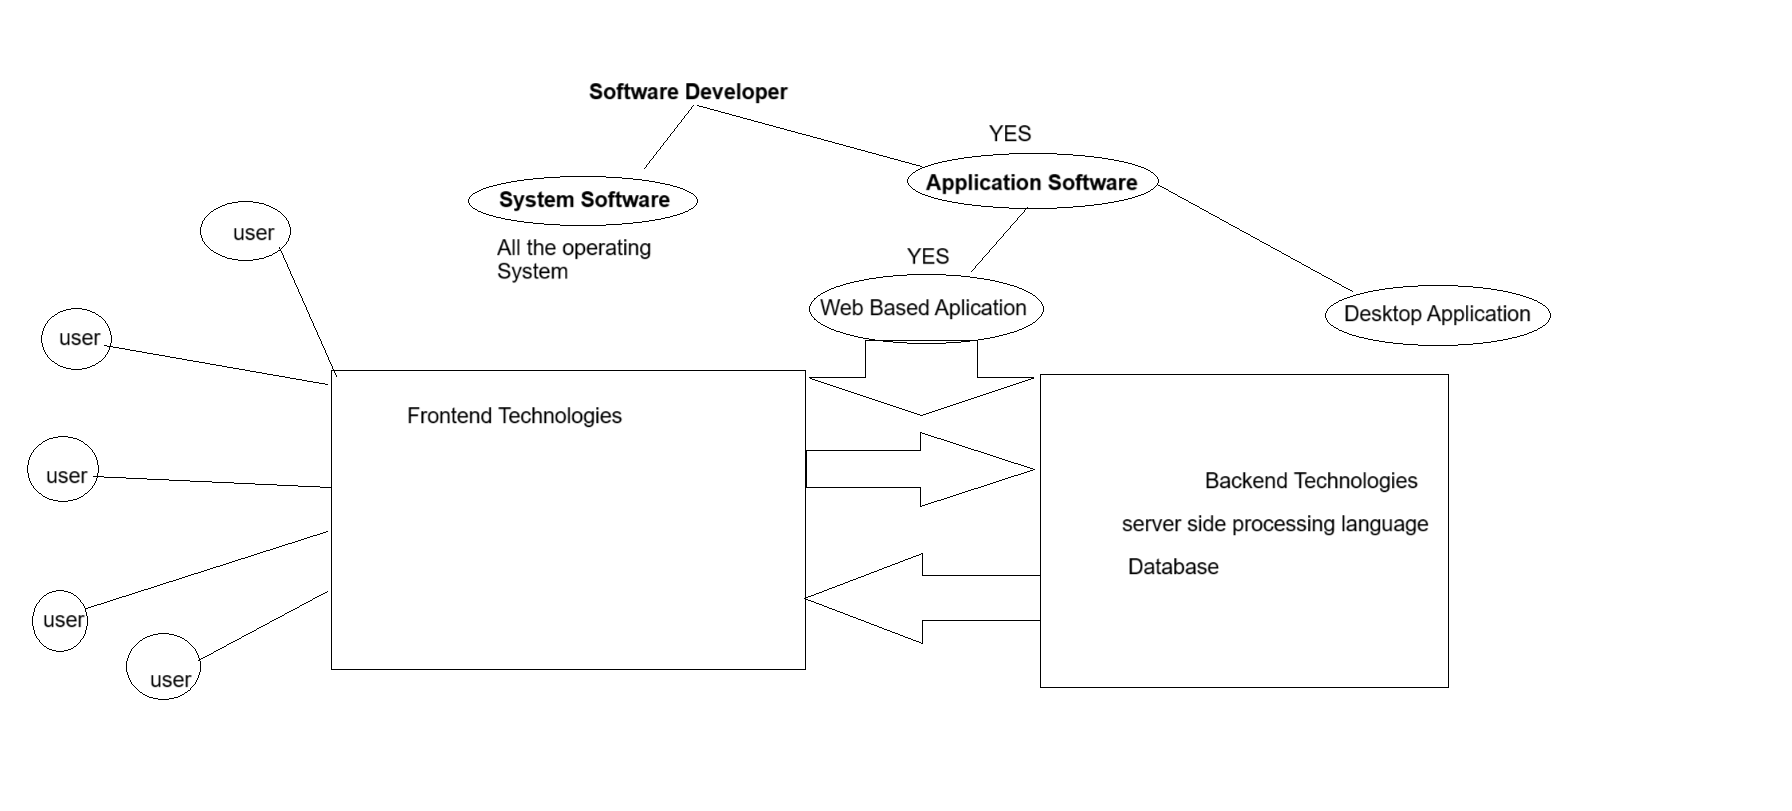 Software Developer
YES
Application Software
System Software
All the operating
System
YES
Web Based Aplication
Desktop Application
user
user
user
user
user
Frontend Technologies
Backend Technologies
server side processing language
Database